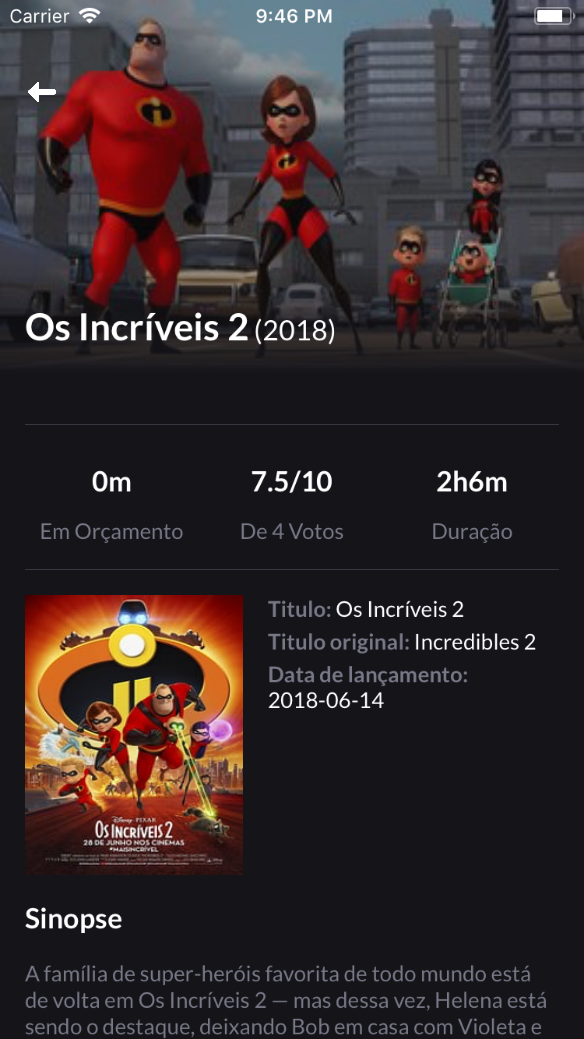 Carrier 9:46 PM
Os Incríveis 2 (2018)
0m 7.5/10 2h6m
Em Orçamento De 4 Votos Duração
Titulo: Os Incríveis 2
Titulo original: Incredibles 2
Data de lançamento:
2018-06-14
Disney · PIXAR
OS INCRÍVEIS 2
28 DE JUNHO NOS CINEMAS
#MAISINCRÍVEL
Sinopse
A família de super-heróis favorita de todo mundo está
de volta em Os Incríveis 2 — mas dessa vez, Helena está
sendo o destaque, deixando Bob em casa com Violeta e